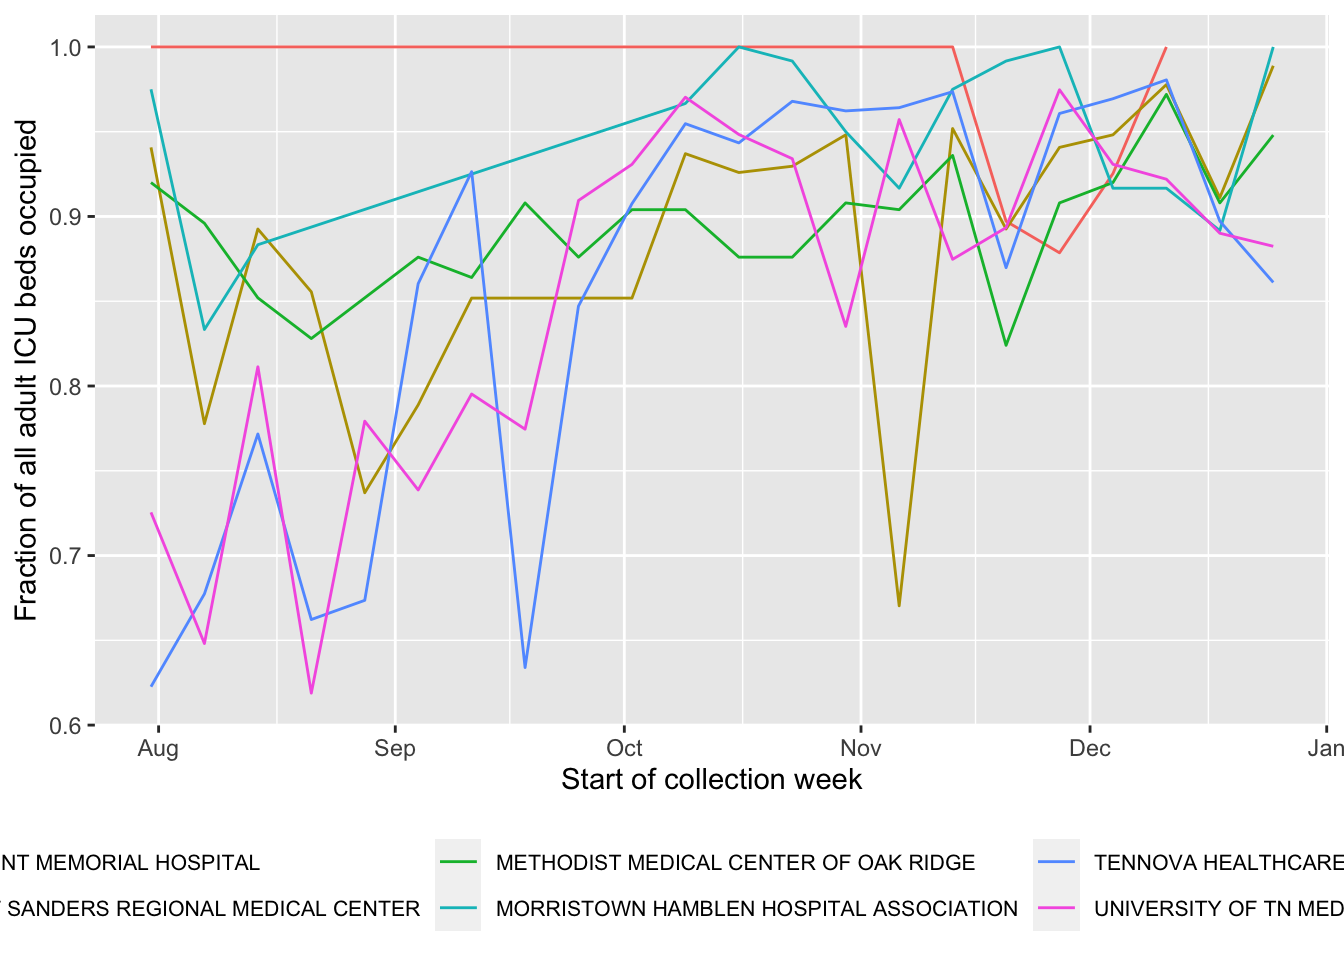 1.0
0.9
0.8
0.7
0.6
Fraction of all adult ICU beds occupied
Aug Sep Oct Nov Dec Jan
Start of collection week
NT MEMORIAL HOSPITAL METHODIST MEDICAL CENTER OF OAK RIDGE TENNOVA HEALTHCARE
SANDERS REGIONAL MEDICAL CENTER MORRISTOWN HAMBLEN HOSPITAL ASSOCIATION UNIVERSITY OF TN MED